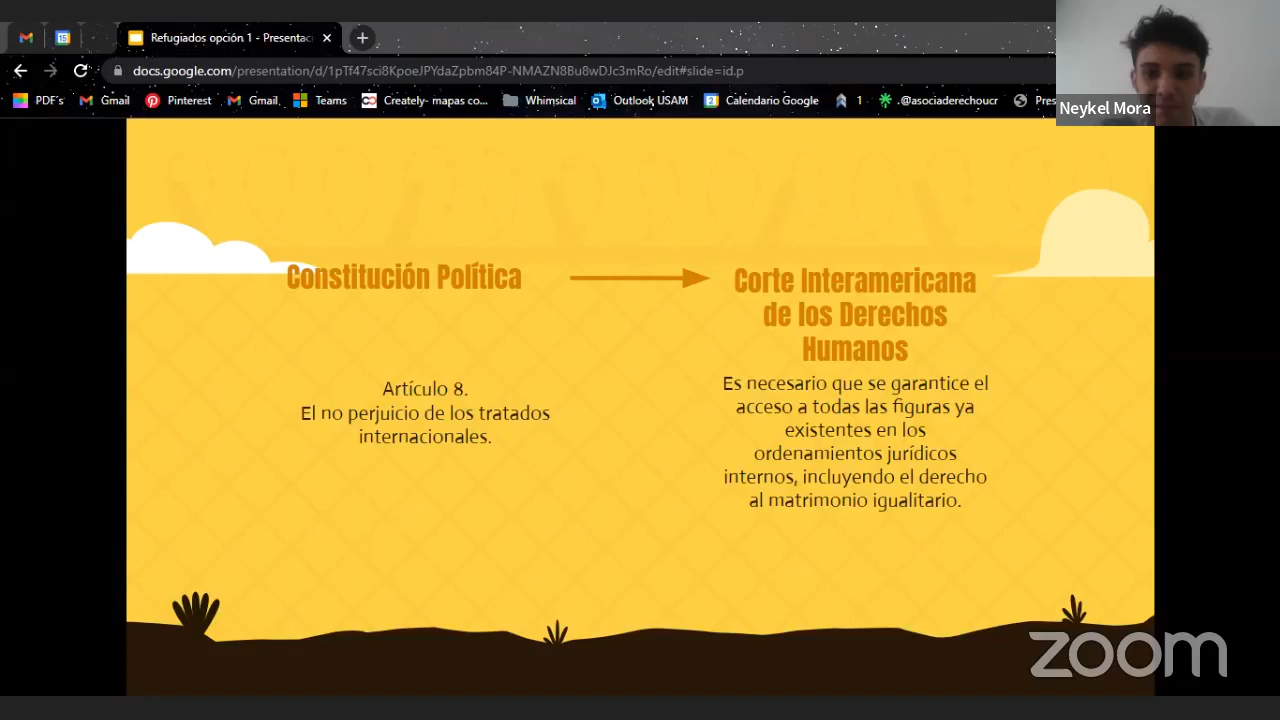 Refugiados opción 1 - Presentaci
docs.google.com/presentation/d/1pTf47sci8KpoeJPYdaZpbm84P-NMAZN8Bu8wDJc3mRo/edit#slide=id.p
PDF's Gmail Pinterest Gmail Teams Creately- mapas co... Whimsical Outlook USAM Calendario Google 1 .@asociaderechoucr Pres
Neykel Mora
Constitución Política
Corte Interamericana
de los Derechos
Humanos
Artículo 8.
El no perjuicio de los tratados
internacionales.
Es necesario que se garantice el
acceso a todas las figuras ya
existentes en los
ordenamientos jurídicos
internos, incluyendo el derecho
al matrimonio igualitario.
zoom